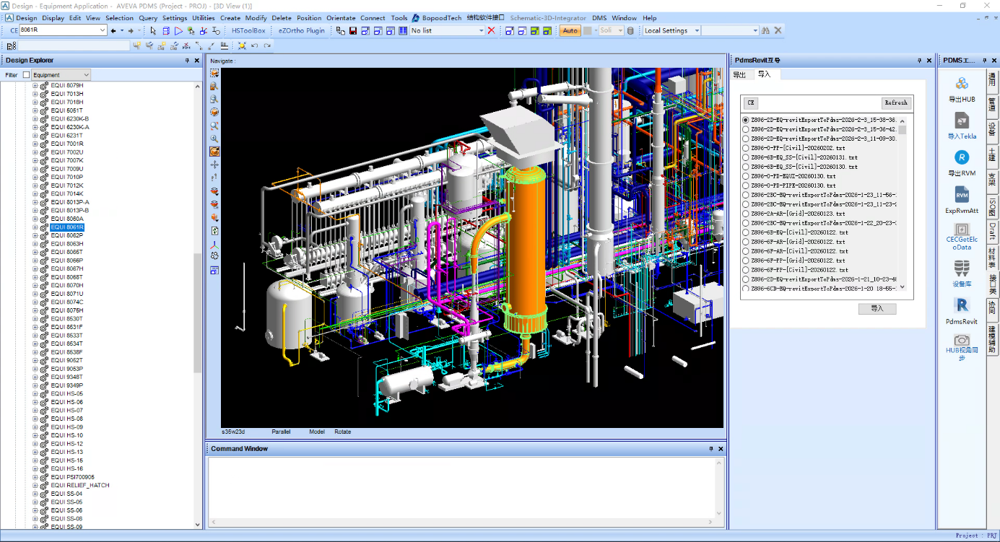 Design - Equipment Application - AVEVA PDMS (Project - PROJ) - [3D View (1)]
Design Display Edit View Selection Query Settings Utilities Create Modify Delete Position Orientate Connect Tools BopoodTech 结构软件接口 Schematic-3D-Integrator DMS Window Help
CE 8061R HSToolBox eZOrtho Plugin No list Auto Soli Local Settings
Design Explorer
Filter Equipment
EQUI 8079H
EQUI 7013H
EQUI 7018H
EQUI 5051T
EQUI 6230K-B
EQUI 6230K-A
EQUI 6231T
EQUI 7001R
EQUI 7002U
EQUI 7007K
EQUI 7009U
EQUI 7010P
EQUI 7012K
EQUI 7014K
EQUI 8013P-A
EQUI 8013P-B
EQUI 8060A
EQUI 8061R
EQUI 8062P
EQUI 8063H
EQUI 8065T
EQUI 8066P
EQUI 8067H
EQUI 8068T
EQUI 8070H
EQUI 8071U
EQUI 8074C
EQUI 8075H
EQUI 8530T
EQUI 8531F
EQUI 8533T
EQUI 8534T
EQUI 8538F
EQUI 9052T
EQUI 9053P
EQUI 9348T
EQUI 9349P
EQUI HS-05
EQUI HS-06
EQUI HS-07
EQUI HS-08
EQUI HS-09
EQUI HS-10
EQUI HS-12
EQUI HS-13
EQUI HS-15
EQUI HS-16
EQUI PSI700905
EQUI RELIEF_HATCH
EQUI SS-04
EQUI SS-05
EQUI SS-06
EQUI SS-08
EQUI SS-09
Navigate :
s35w23d Parallel Model Rotate
Command Window
PdmsRevit互导
导出 导入
CE Refresh
Z896-2D-EQ-revitExportToPdms-2026-2-3_15-38-36.
Z896-2D-EQ-revitExportToPdms-2026-2-3_15-36-42.
Z896-2D-EQ-revitExportToPdms-2026-2-3_11-09-30.
Z896-0-PP-[Civil]-20260202.txt
Z896-6B-EQ_SS-[Civil]-20260131.txt
Z896-6B-EQ_SS-[Civil]-20260130.txt
Z896-0-PD-EQUI-20260130.txt
Z896-0-PD-PIPE-20260130.txt
Z896-2BC-EQ-revitExportToPdms-2026-1-23_11-56-
Z896-2BC-EQ-revitExportToPdms-2026-1-23_11-23-
Z896-2A-AR-[Grid]-20260123.txt
Z896-2BC-EQ-revitExportToPdms-2026-1-22_20-23-
Z896-6B-EQ-[Civil]-20260122.txt
Z896-6F-AR-[Grid]-20260122.txt
Z896-6F-PP-[Grid]-20260122.txt
Z896-6F-PP-[Civil]-20260122.txt
Z896-2D-EQ-revitExportToPdms-2026-1-21_10-23-48
Z896-6CD-EQ-revitExportToPdms-2026-1-20 18-55-
导入
PDMS工...
导出HUB
导入Tekla
R
导出RVM
RVM
ExpRvmAtt
CECGetElc
oData
设备库
R
PdmsRevit
HUB视角同
步
通用
管道
设备
土建
支架
ISO图
Draft
材料表
接口类
协同
建模辅助
Project : PRJ